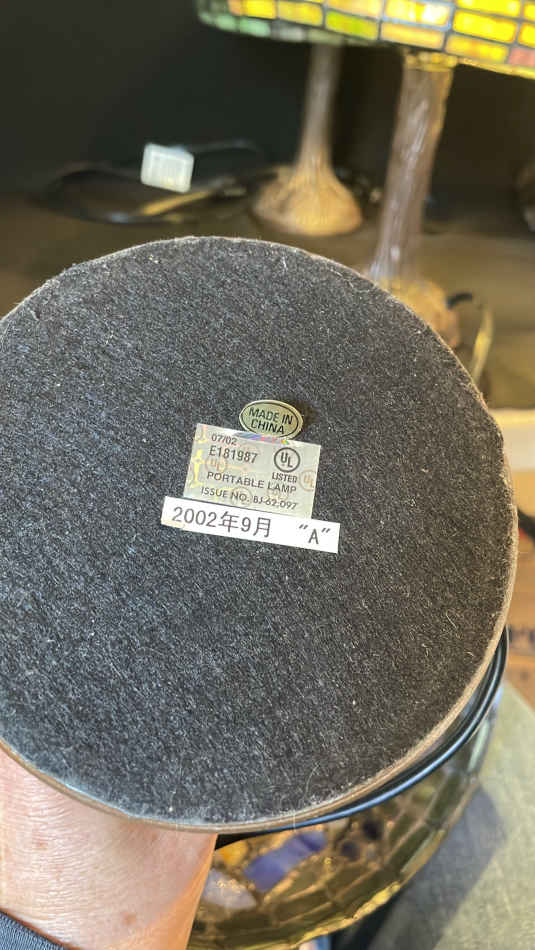 MADE IN
CHINA
07/02
E181987
UL
LISTED
PORTABLE LAMP
ISSUE NO. BJ-62,097
2002年9月 "A"